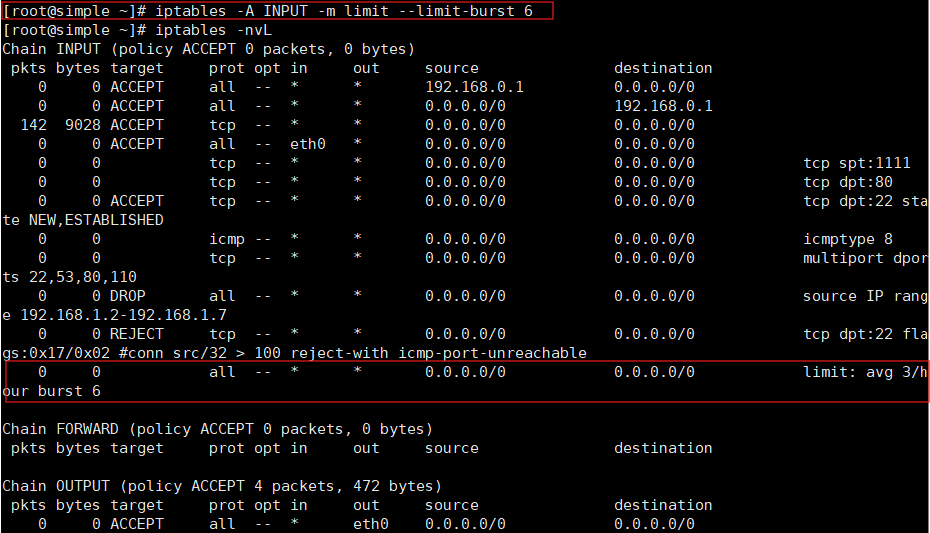 [root@simple ~]# iptables -A INPUT -m limit --limit-burst 6
[root@simple ~]# iptables -nvL
Chain INPUT (policy ACCEPT 0 packets, 0 bytes)
 pkts bytes target     prot opt in     out     source               destination
    0     0 ACCEPT     all  --  *      *       192.168.0.1          0.0.0.0/0
    0     0 ACCEPT     all  --  *      *       0.0.0.0/0            192.168.0.1
  142  9028 ACCEPT     tcp  --  *      *       0.0.0.0/0            0.0.0.0/0
    0     0 ACCEPT     all  --  eth0   *       0.0.0.0/0            0.0.0.0/0
    0     0            tcp  --  *      *       0.0.0.0/0            0.0.0.0/0            tcp spt:1111
    0     0            tcp  --  *      *       0.0.0.0/0            0.0.0.0/0            tcp dpt:80
    0     0 ACCEPT     tcp  --  *      *       0.0.0.0/0            0.0.0.0/0            tcp dpt:22 sta
te NEW,ESTABLISHED
    0     0            icmp --  *      *       0.0.0.0/0            0.0.0.0/0            icmptype 8
    0     0            tcp  --  *      *       0.0.0.0/0            0.0.0.0/0            multiport dpor
ts 22,53,80,110
    0     0 DROP       all  --  *      *       0.0.0.0/0            0.0.0.0/0            source IP rang
e 192.168.1.2-192.168.1.7
    0     0 REJECT     tcp  --  *      *       0.0.0.0/0            0.0.0.0/0            tcp dpt:22 fla
gs:0x17/0x02 #conn src/32 > 100 reject-with icmp-port-unreachable
    0     0            all  --  *      *       0.0.0.0/0            0.0.0.0/0            limit: avg 3/h
our burst 6
Chain FORWARD (policy ACCEPT 0 packets, 0 bytes)
 pkts bytes target     prot opt in     out     source               destination
Chain OUTPUT (policy ACCEPT 4 packets, 472 bytes)
 pkts bytes target     prot opt in     out     source               destination
    0     0 ACCEPT     all  --  *      eth0    0.0.0.0/0            0.0.0.0/0